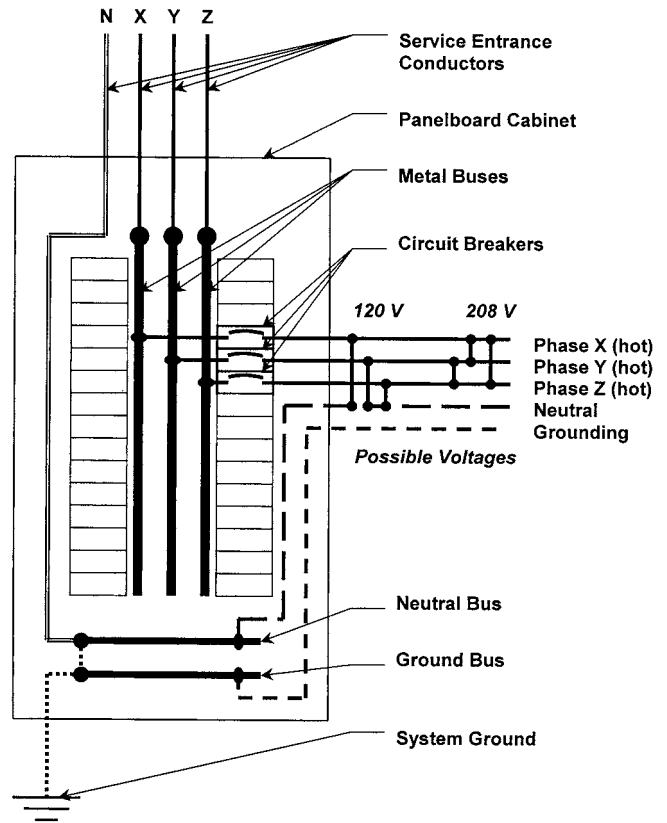 N X Y Z
Service Entrance
Conductors
Panelboard Cabinet
Metal Buses
Circuit Breakers
120 V 208 V
Phase X (hot)
Phase Y (hot)
Phase Z (hot)
Neutral
Grounding
Possible Voltages
Neutral Bus
Ground Bus
System Ground